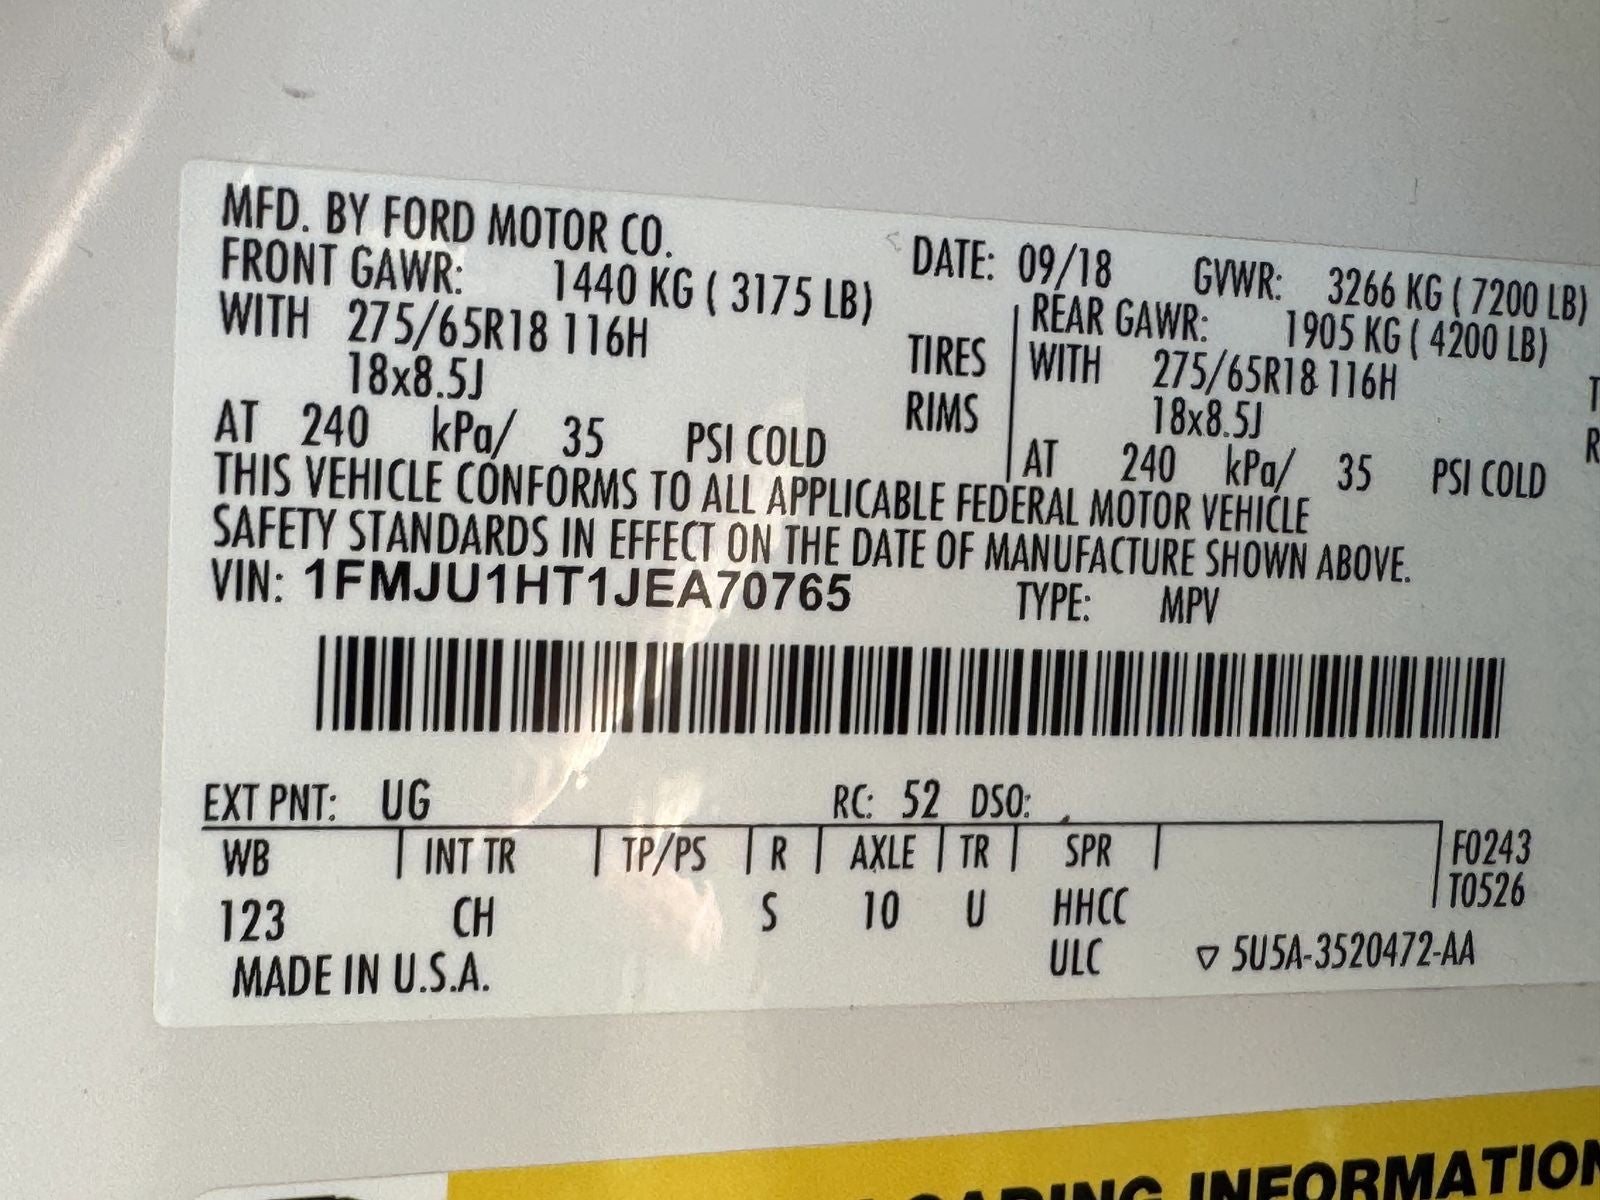 MFD. BY FORD MOTOR CO.
DATE: 09/18 GVWR: 3266 KG ( 7200 LB)
FRONT GAWR: 1440 KG ( 3175 LB)
REAR GAWR: 1905 KG ( 4200 LB)
WITH 275/65R18 116H TIRES
WITH 275/65R18 116H
18x8.5J RIMS
18x8.5J
AT 240 kPa/ 35 PSI COLD
AT 240 kPa/ 35 PSI COLD
THIS VEHICLE CONFORMS TO ALL APPLICABLE FEDERAL MOTOR VEHICLE
SAFETY STANDARDS IN EFFECT ON THE DATE OF MANUFACTURE SHOWN ABOVE.
VIN: 1FMJU1HT1JEA70765 TYPE: MPV
EXT PNT: UG RC: 52 DSO:
WB INT TR TP/PS R AXLE TR SPR F0243
T0526
123 CH S 10 U HHCC
ULC ▽ 5U5A-3520472-AA
MADE IN U.S.A.
INFORMATION